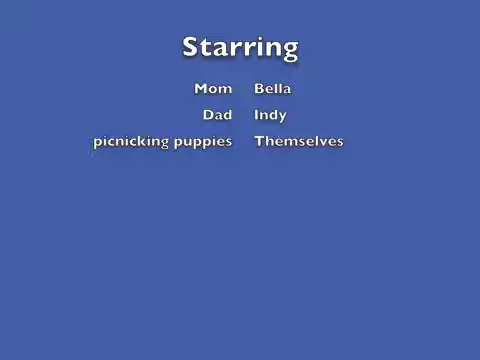 Starring
Mom Bella
Dad Indy
picnicking puppies Themselves